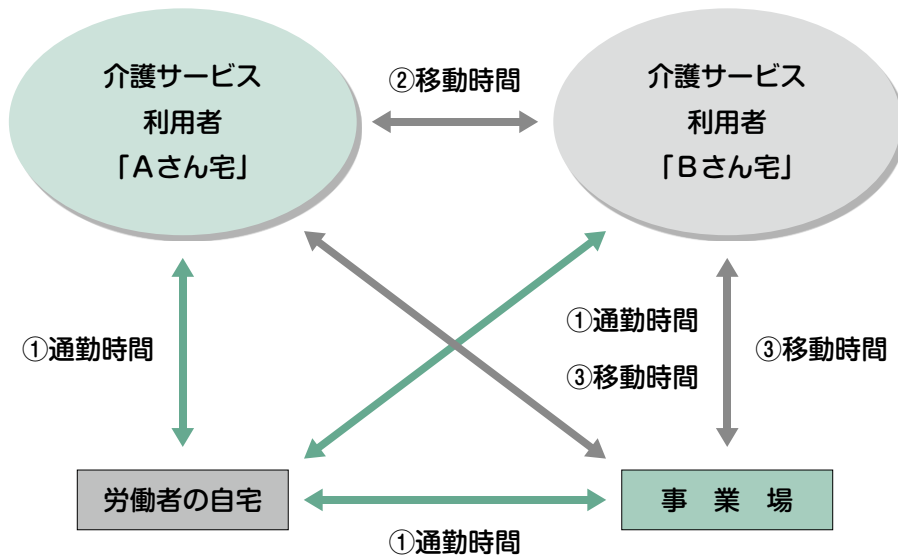 介護サービス
利用者
「Aさん宅」
②移動時間
介護サービス
利用者
「Bさん宅」
①通勤時間
①通勤時間
③移動時間
③移動時間
労働者の自宅
事 業 場
①通勤時間